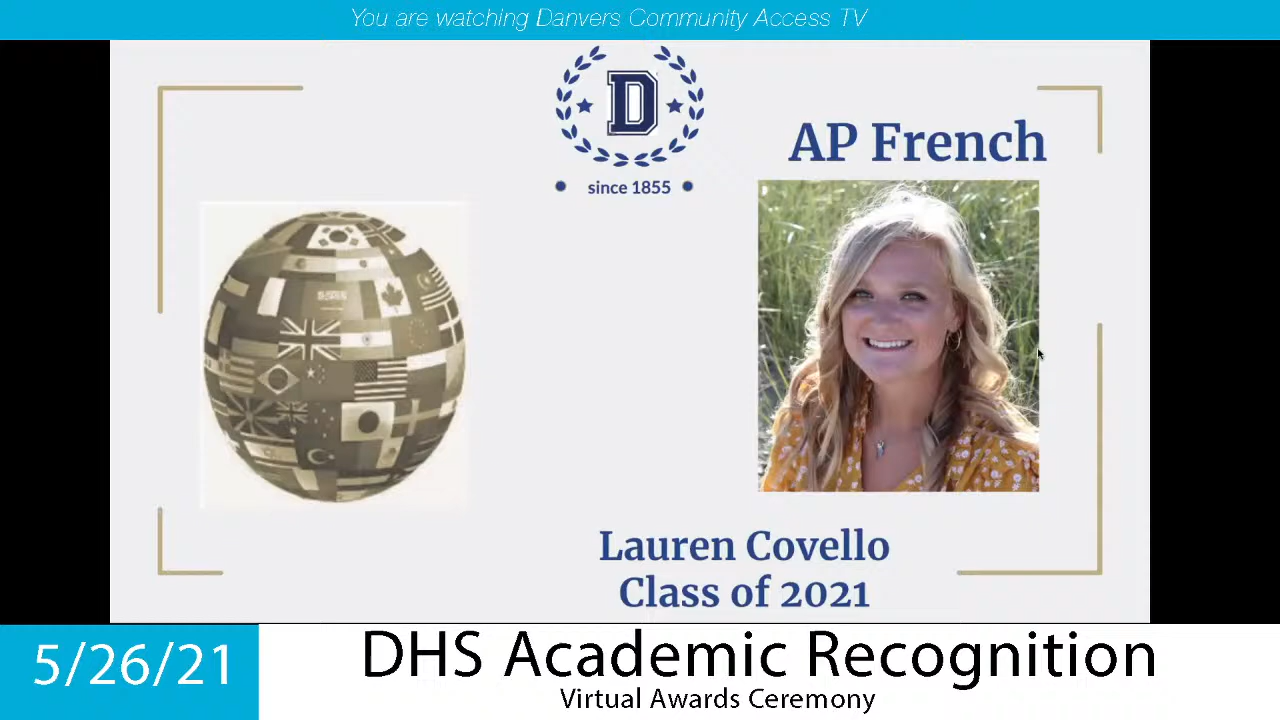 You are watching Danvers Community Access TV
D
since 1855
AP French
Lauren Covello
Class of 2021
5/26/21
DHS Academic Recognition
Virtual Awards Ceremony